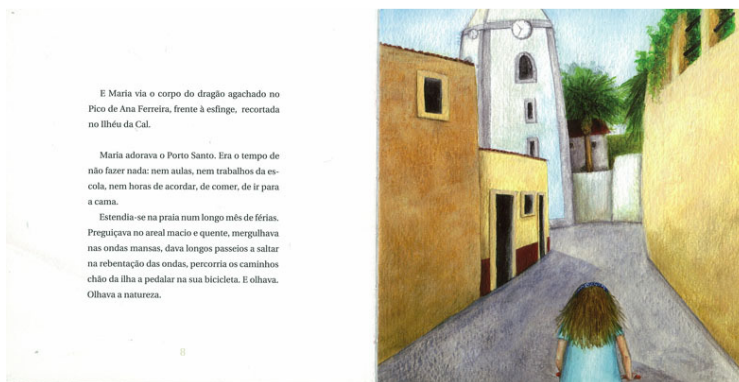 E Maria via o corpo do dragão agachado no
Pico de Ana Ferreira, frente à esfinge, recortada
no Ilhéu da Cal.
Maria adorava o Porto Santo. Era o tempo de
não fazer nada: nem aulas, nem trabalhos da es-
cola, nem horas de acordar, de comer, de ir para
a cama.
Estendia-se na praia num longo mês de férias.
Preguiçava no areal macio e quente, mergulhava
nas ondas mansas, dava longos passeios a saltar
na rebentação das ondas, percorria os caminhos
chão da ilha a pedalar na sua bicicleta. E olhava.
Olhava a natureza.
8